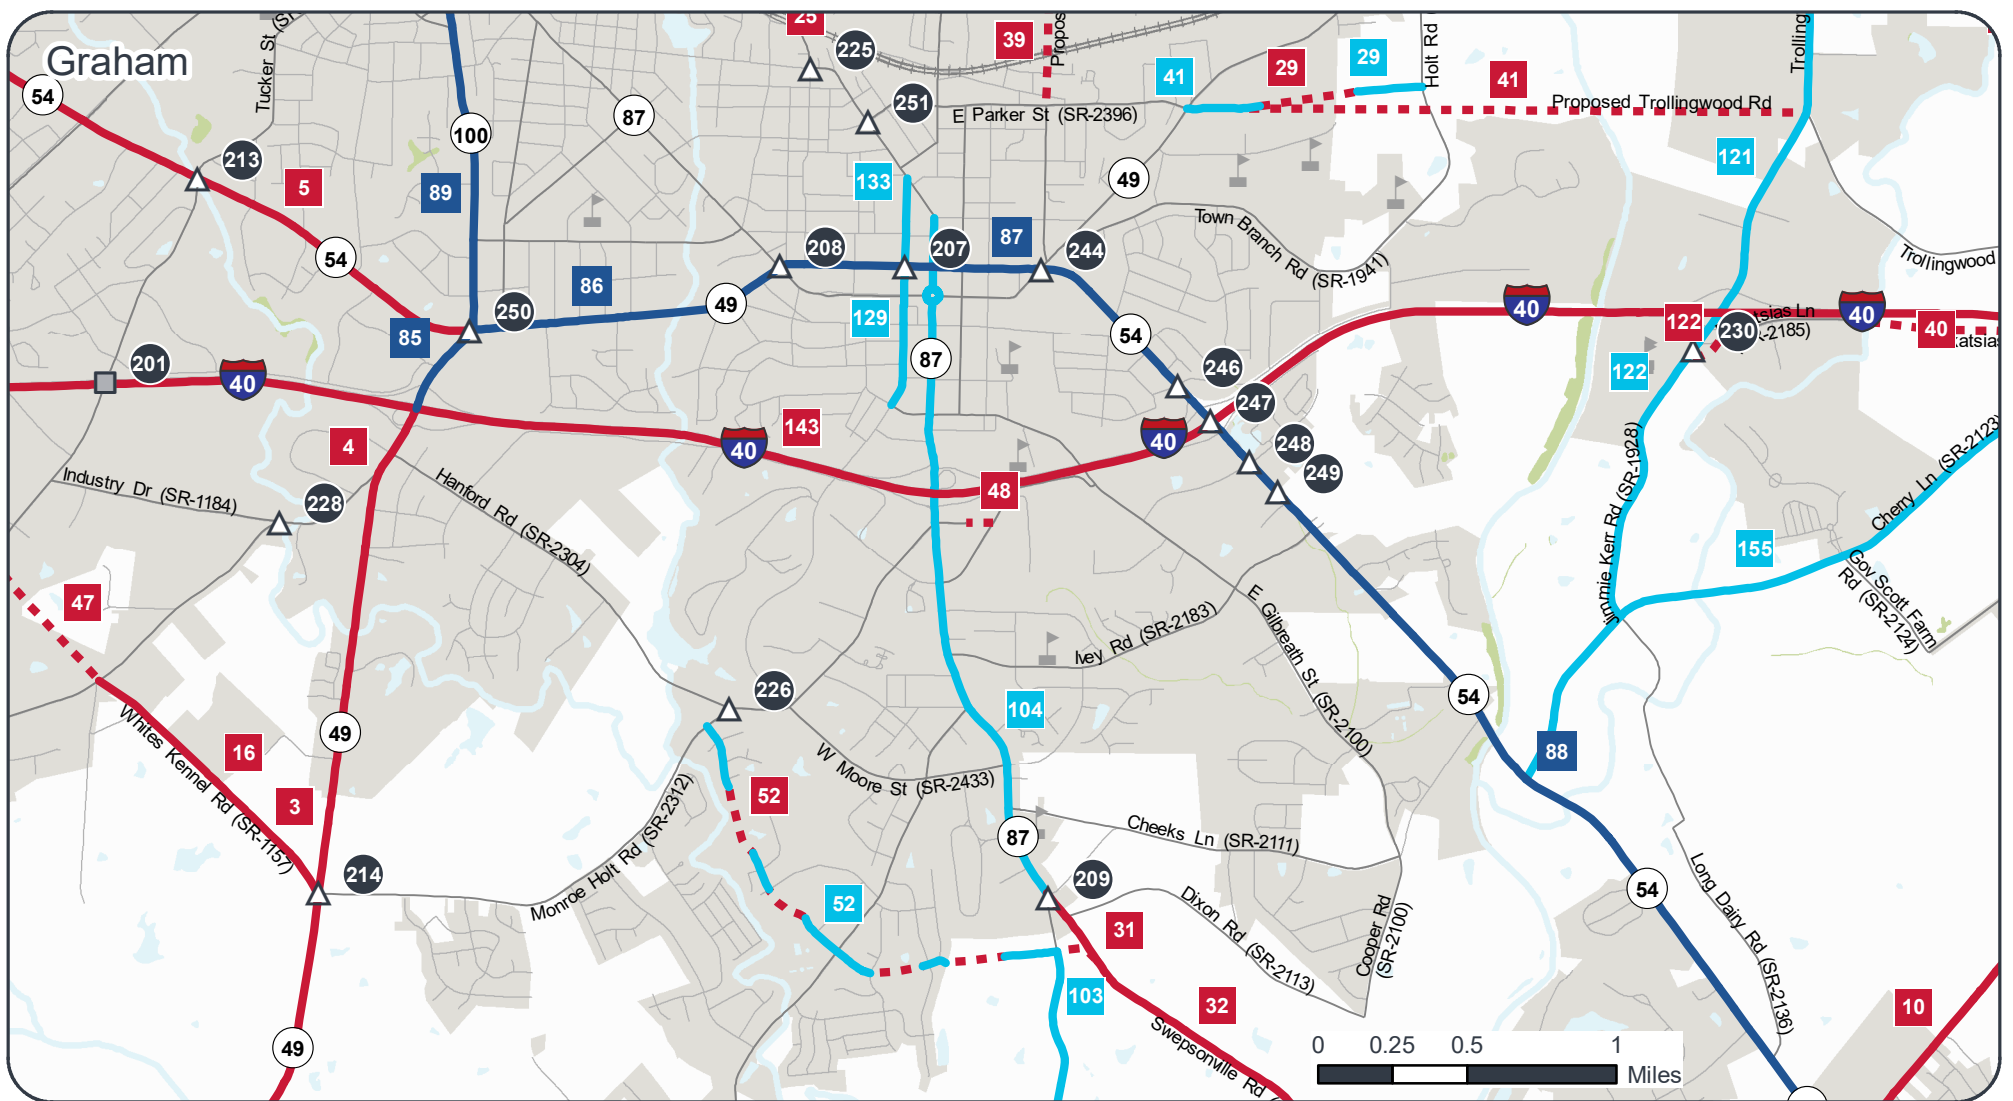 Graham
25
225
39
Propos
41
29
29
Holt Rd
41
Trolling
54
Tucker St (S
100
87
251
E Parker St (SR-2396)
Proposed Trollingwood Rd
213
5
89
133
49
121
54
86
208
207
87
244
Town Branch Rd (SR-1941)
Trollingwood
250
85
49
129
87
54
40
122
tsias Ln
-2185)
230
40
40
atsias
201
40
143
40
246
247
40
248
249
122
4
Industry Dr (SR-1184)
228
Hanford Rd (SR-2304)
48
Jimmie Kerr Rd (SR-1928)
Cherry Ln (SR-2123)
155
Gov Scott Farm
Rd (SR-2124)
47
Ivey Rd (SR-2183)
E Gilbreath St (SR-2100)
226
54
104
Whites Kennel Rd (SR-1157)
16
49
3
52
W Moore St (SR-2433)
88
87
Cheeks Ln (SR-2111)
214
Monroe Holt Rd (SR-2312)
52
209
54
31
Dixon Rd (SR-2113)
Cooper Rd
(SR-2100)
Long Dairy Rd (SR-2136)
103
32
10
49
Swepsonville Rd (
0 0.25 0.5 1
Miles